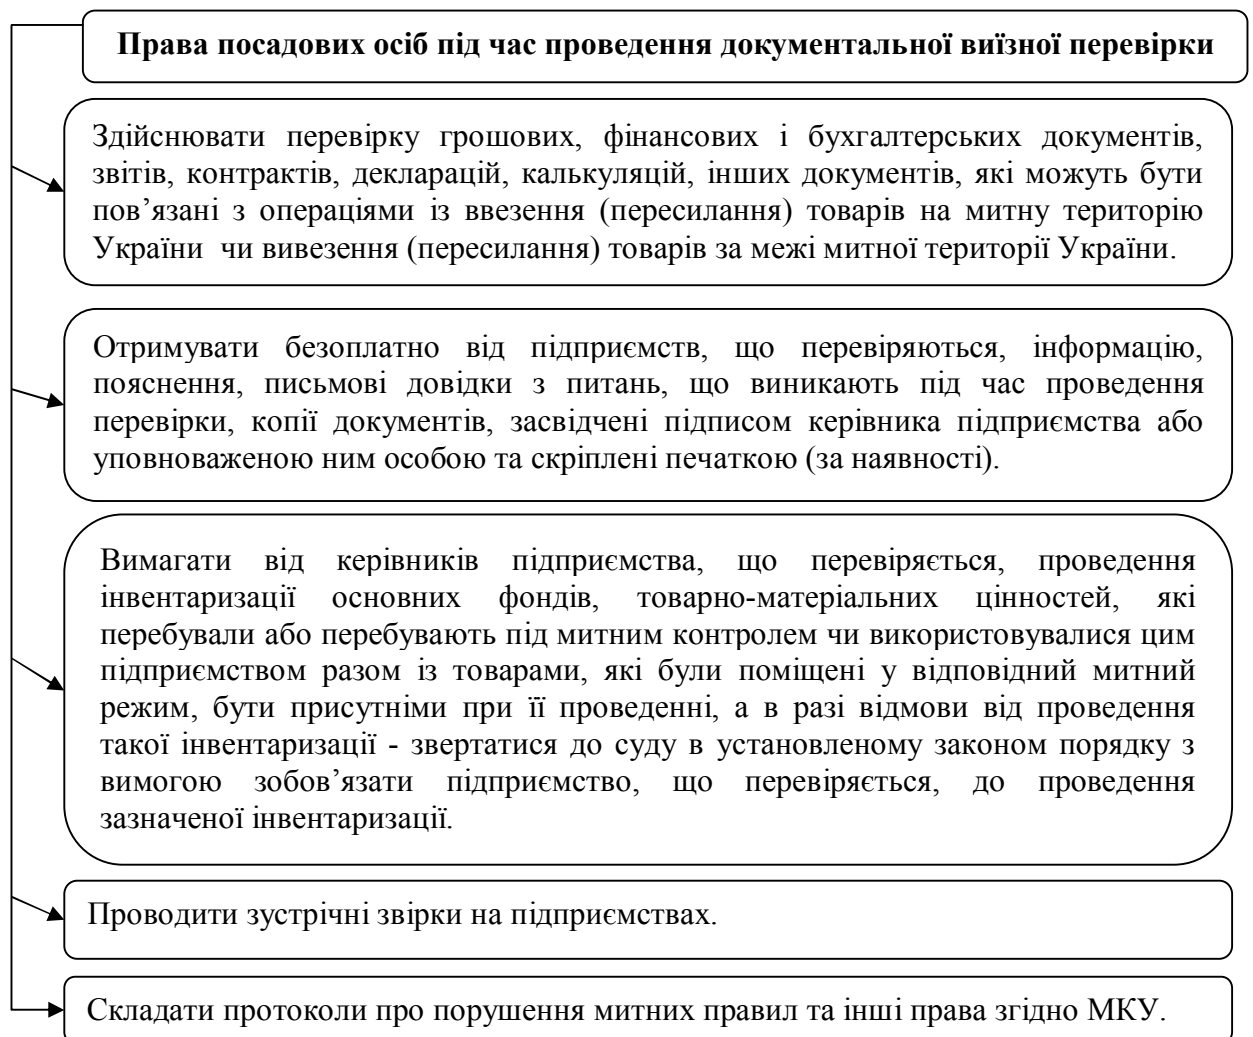 Права посадових осіб під час проведення документальної виїзної перевірки
Здійснювати перевірку грошових, фінансових і бухгалтерських документів,
звітів, контрактів, декларацій, калькуляцій, інших документів, які можуть бути
пов’язані з операціями із ввезення (пересилання) товарів на митну територію
України чи вивезення (пересилання) товарів за межі митної території України.
Отримувати безоплатно від підприємств, що перевіряються, інформацію,
пояснення, письмові довідки з питань, що виникають під час проведення
перевірки, копії документів, засвідчені підписом керівника підприємства або
уповноваженою ним особою та скріплені печаткою (за наявності).
Вимагати від керівників підприємства, що перевіряється, проведення
інвентаризації основних фондів, товарно-матеріальних цінностей, які
перебували або перебувають під митним контролем чи використовувалися цим
підприємством разом із товарами, які були поміщені у відповідний митний
режим, бути присутніми при її проведенні, а в разі відмови від проведення
такої інвентаризації - звертатися до суду в установленому законом порядку з
вимогою зобов’язати підприємство, що перевіряється, до проведення
зазначеної інвентаризації.
Проводити зустрічні звірки на підприємствах.
Складати протоколи про порушення митних правил та інші права згідно МКУ.